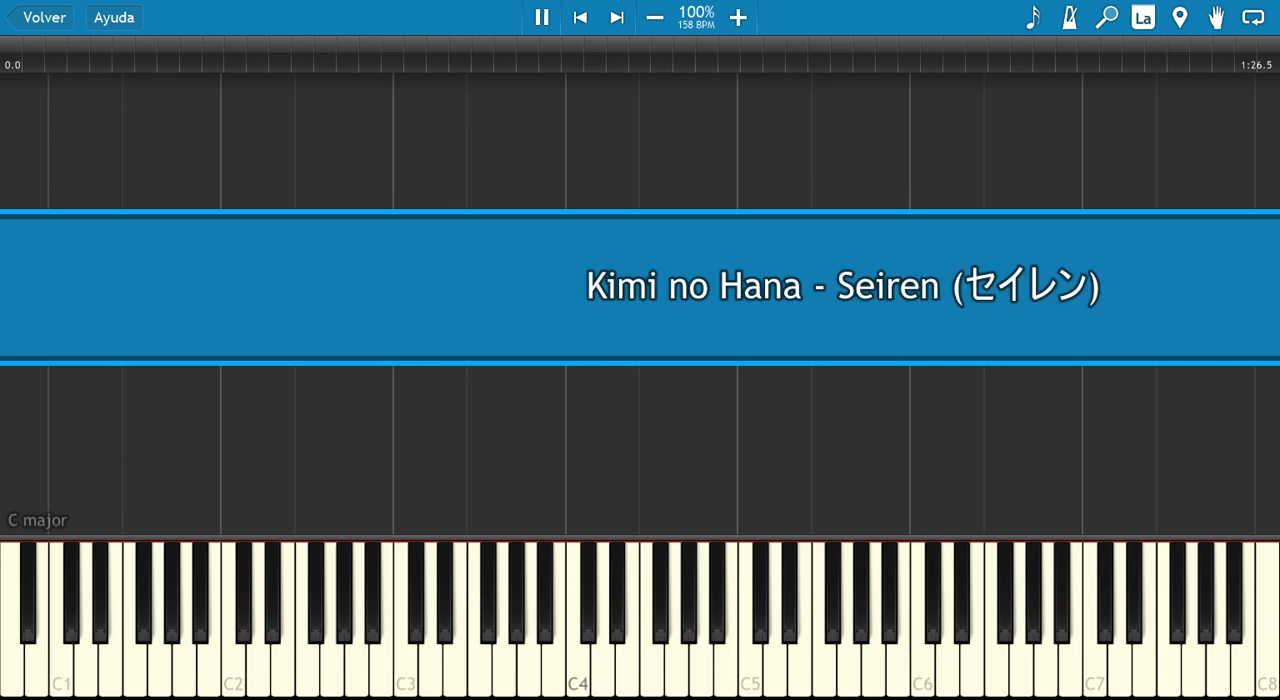 Volver
Ayuda
100%
158 BPM
La
0.0
1:26.5
Kimi no Hana - Seiren (セイレン)
C major
C1 C2 C3 C4 C5 C6 C7 C8